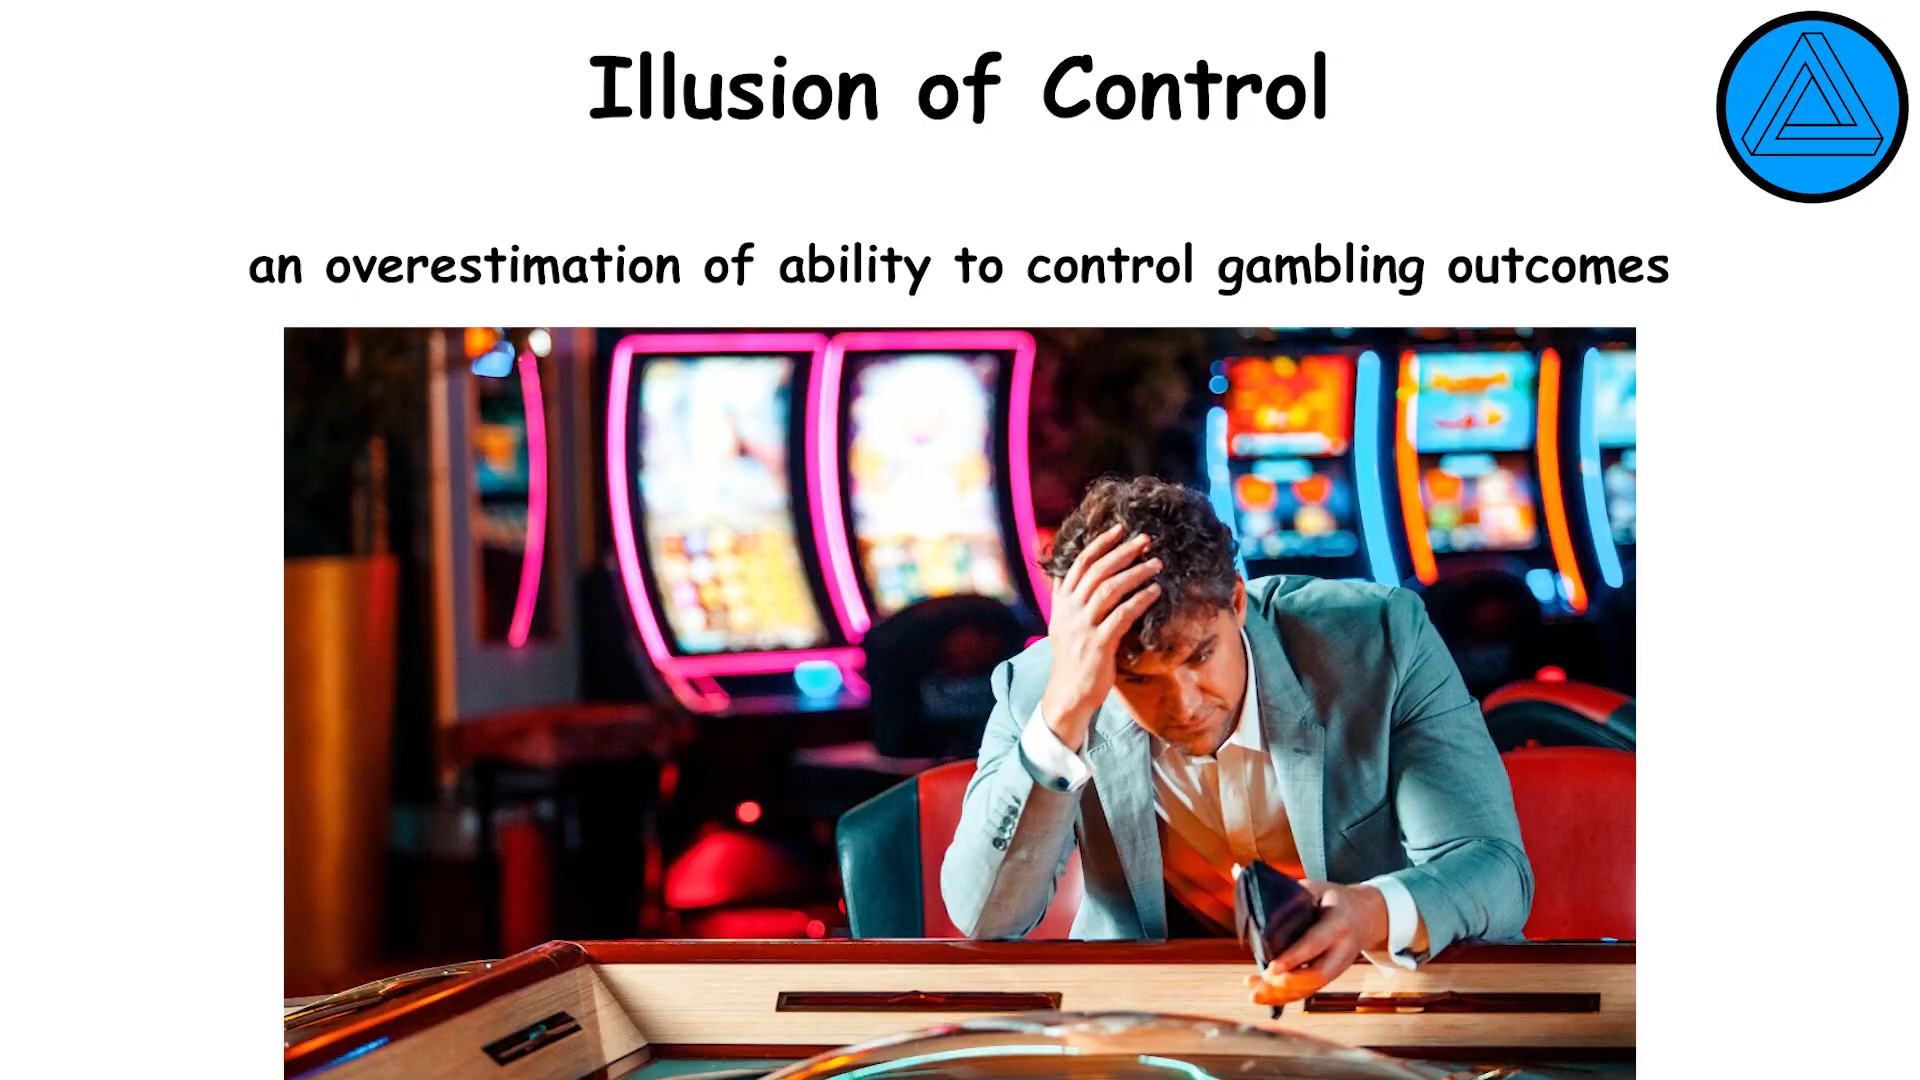 Illusion of Control
an overestimation of ability to control gambling outcomes